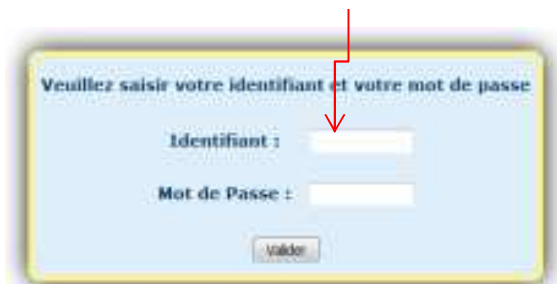 Veuillez saisir votre identifiant et votre mot de passe
Identifiant :
Mot de Passe :
Valider